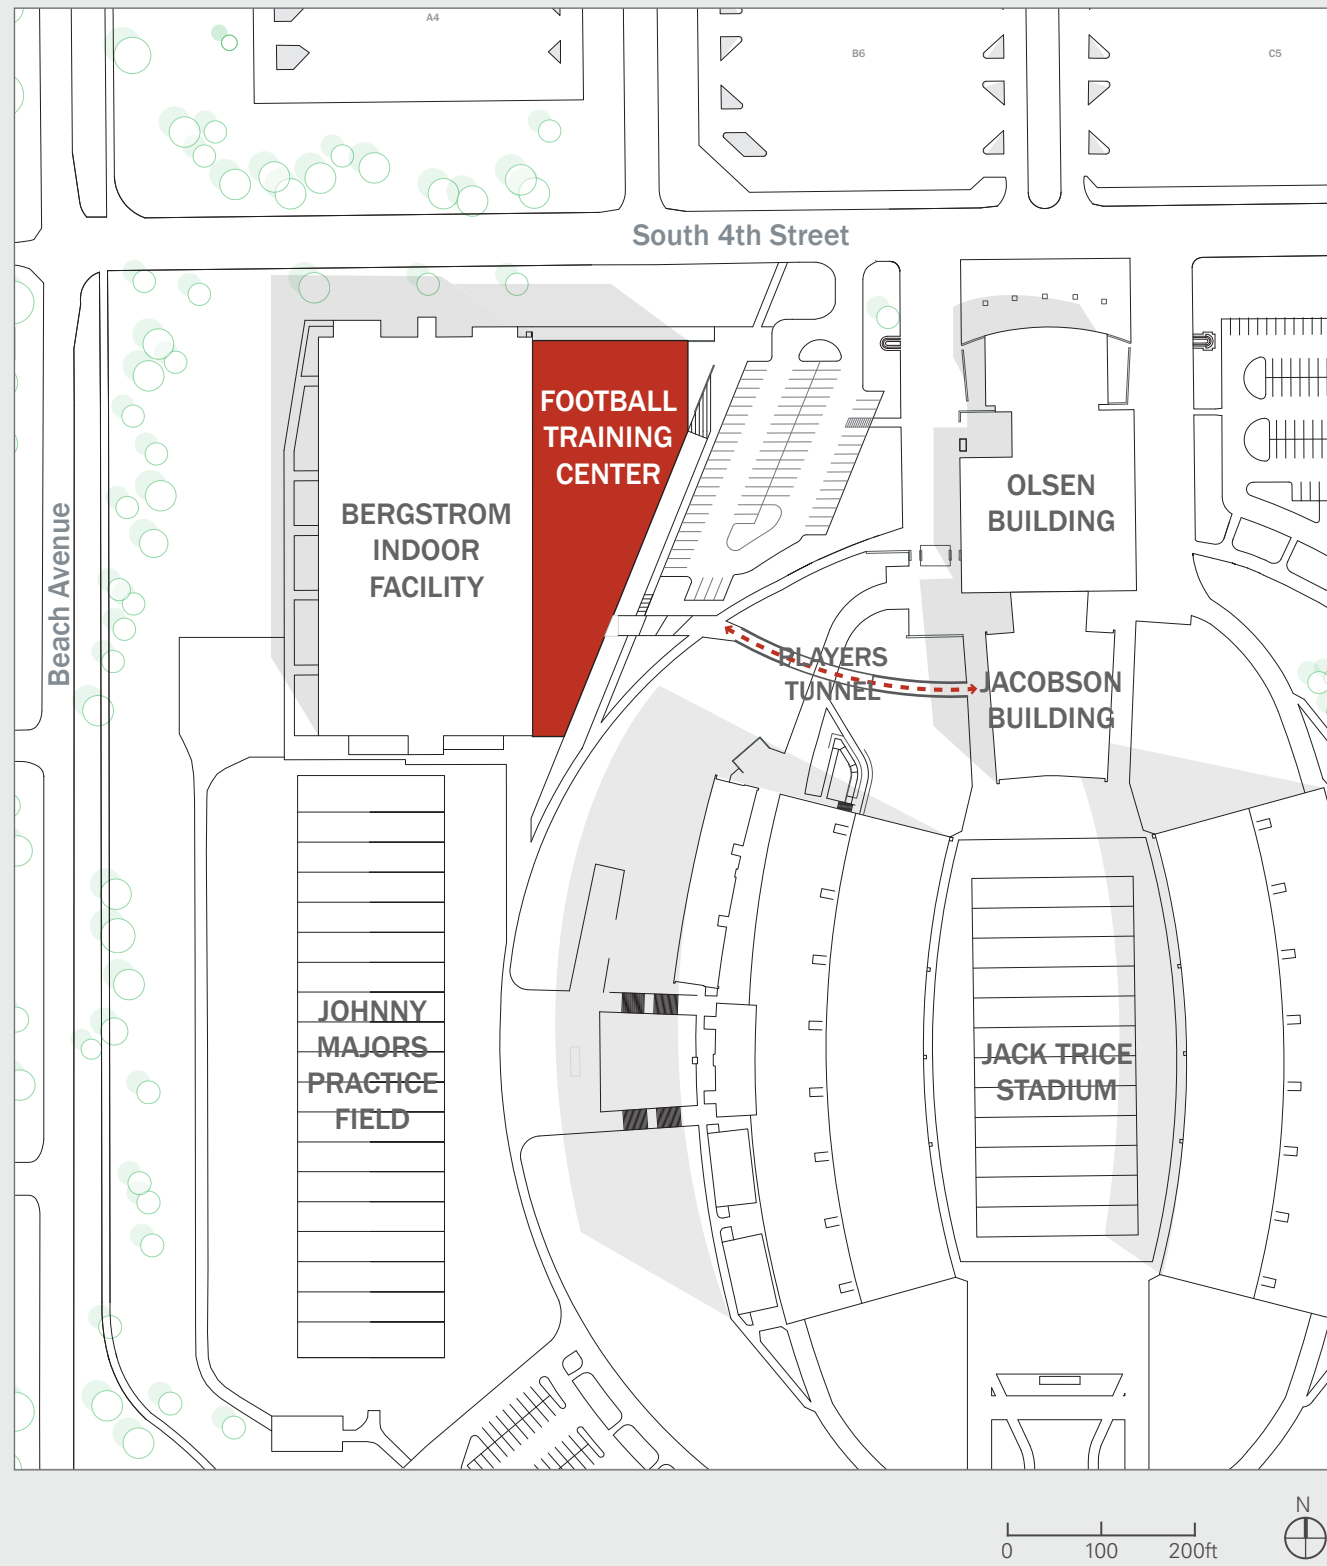 A4
B6
C5
South 4th Street
Beach Avenue
FOOTBALL
TRAINING
CENTER
BERGSTROM
INDOOR
FACILITY
OLSEN
BUILDING
PLAYERS
TUNNEL
JACOBSON
BUILDING
JOHNNY
MAJORS
PRACTICE
FIELD
JACK TRICE
STADIUM
N
0 100 200ft